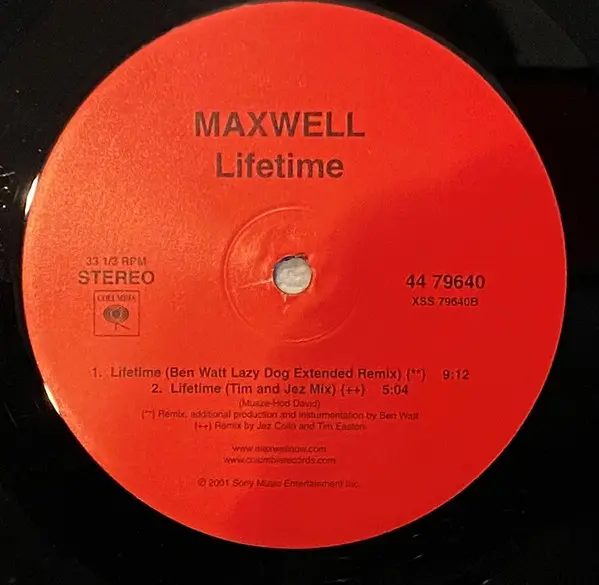 MAXWELL
Lifetime
33 1/3 RPM
STEREO
COLUMBIA
44 79640
XSS 79640B
1. Lifetime (Ben Watt Lazy Dog Extended Remix) (**) 9:12
2. Lifetime (Tim and Jez Mix) (++) 5:04
(Musze-Hod David)
(**) Remix, additional production and insturmentation by Ben Watt
(++) Remix by Jez Colin and Tim Easton
www.maxwellnow.com
www.columbiarecords.com
© 2001 Sony Music Entertainment Inc.